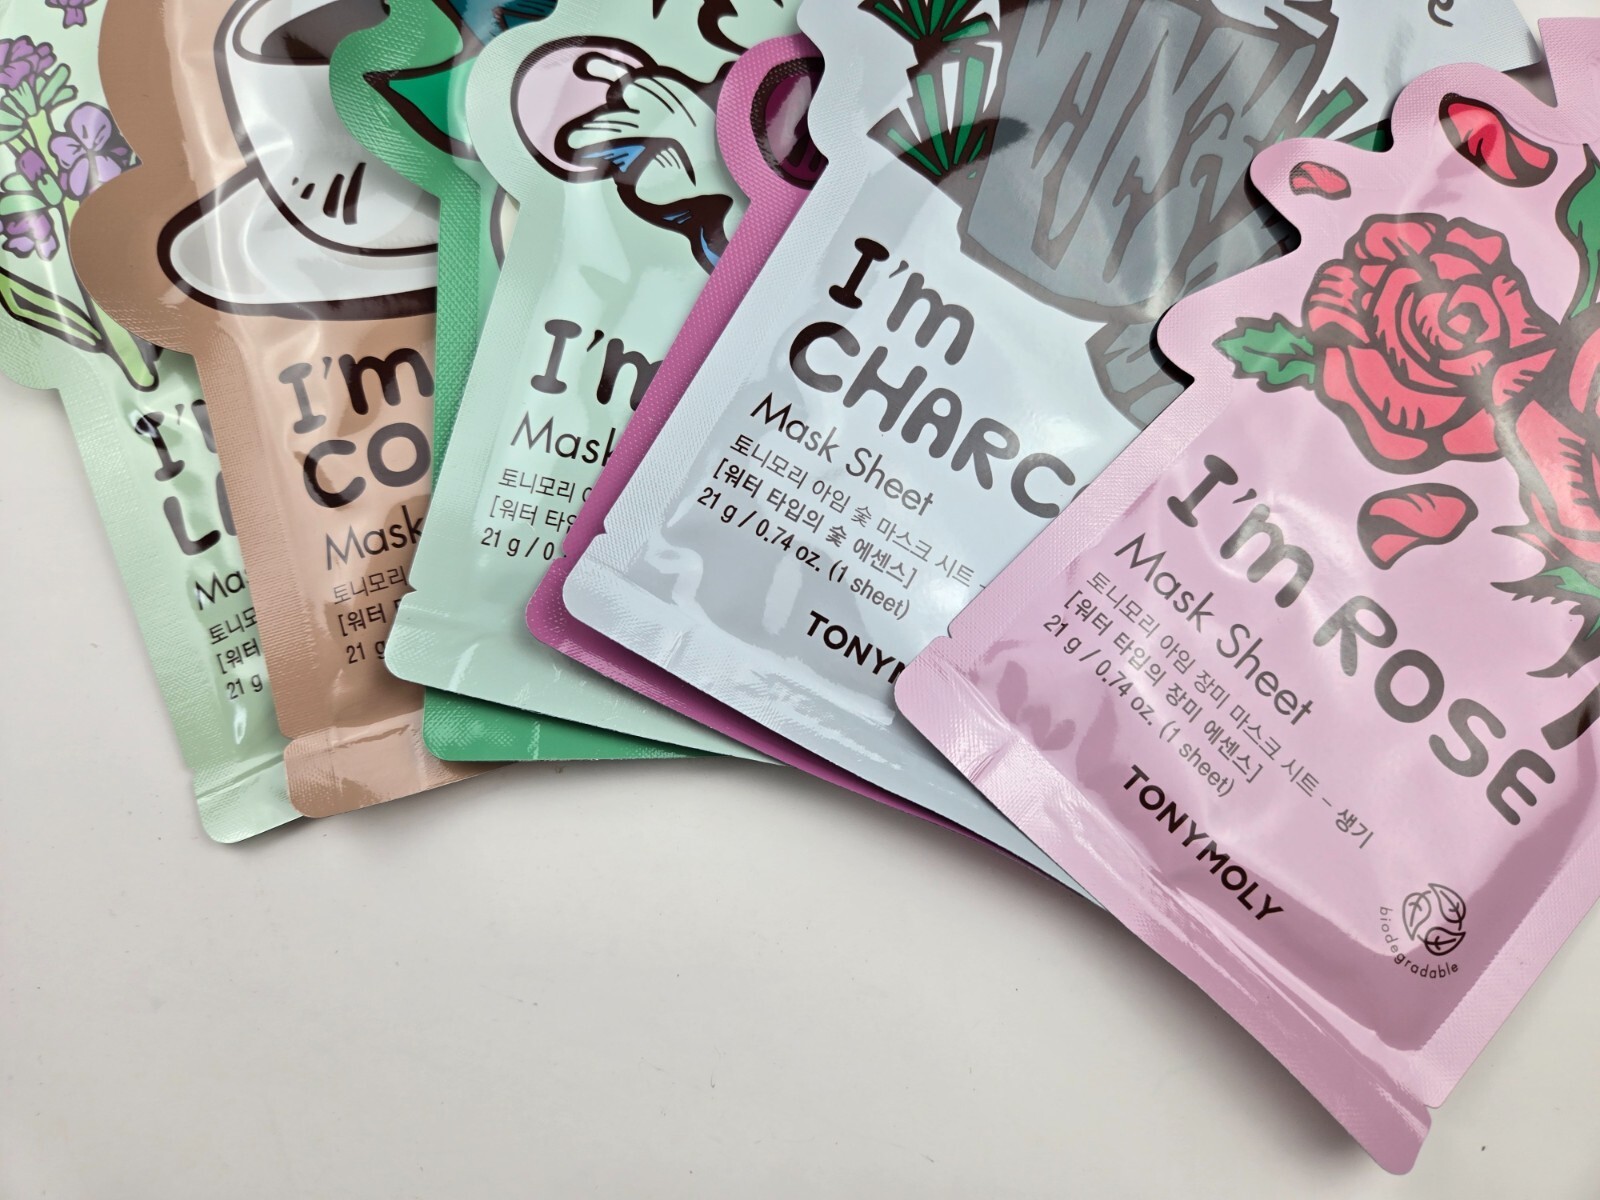 I'm
Mask
토니모리
[워터
21 g
I'm
CO
Mask
토니모리
[워터
21 g
I'm
Mask
토니모리
[워터 타입
21 g / 0
I'm
CHARC
Mask Sheet
토니모리 아임 숯 마스크 시트 -
[워터 타입의 숯 에센스]
21 g / 0.74 oz. (1 sheet)
TONYM
I'm ROSE
Mask Sheet
토니모리 아임 장미 마스크 시트 - 생기
[워터 타입의 장미 에센스]
21 g / 0.74 oz. (1 sheet)
TONYMOLY
biodegradable